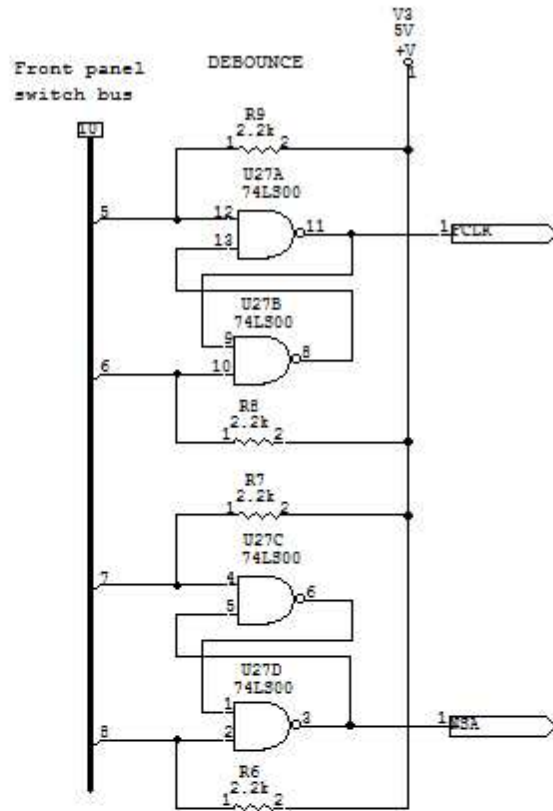 V3
5V
+V
1
Front panel
switch bus
DEBOUNCE
10
R9
2.2k
1 2
U27A
74LS00
5
12
13
11
1
PCLR
U27B
74LS00
9
10
8
6
R8
2.2k
1 2
R7
2.2k
1 2
U27C
74LS00
7
4
5
6
U27D
74LS00
1
2
3
1
8
R6
2.2k
1 2